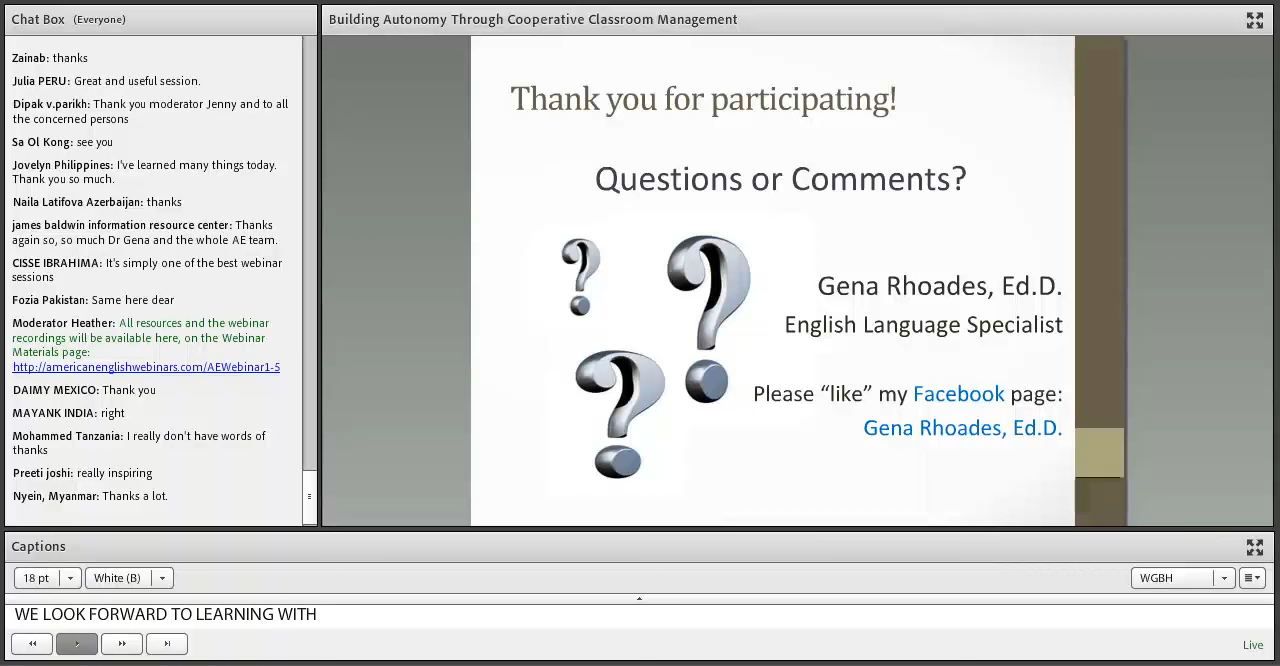 Chat Box (Everyone)
Zainab: thanks
Julia PERU: Great and useful session.
Dipak v.parikh: Thank you moderator Jenny and to all
the concerned persons
Sa Ol Kong: see you
Jovelyn Philippines: I've learned many things today.
Thank you so much.
Naila Latifova Azerbaijan: thanks
james baldwin information resource center: Thanks
again so, so much Dr Gena and the whole AE team.
CISSE IBRAHIMA: It's simply one of the best webinar
sessions
Fozia Pakistan: Same here dear
Moderator Heather: All resources and the webinar
recordings will be available here, on the Webinar
Materials page:
http://americanenglishwebinars.com/AEWebinar1-5
DAIMY MEXICO: Thank you
MAYANK INDIA: right
Mohammed Tanzania: I really don't have words of
thanks
Preeti joshi: really inspiring
Nyein, Myanmar: Thanks a lot.
Building Autonomy Through Cooperative Classroom Management
Thank you for participating!
Questions or Comments?
Gena Rhoades, Ed.D.
English Language Specialist
Please “like” my Facebook page:
Gena Rhoades, Ed.D.
Captions
18 pt White (B) WGBH
WE LOOK FORWARD TO LEARNING WITH
Live